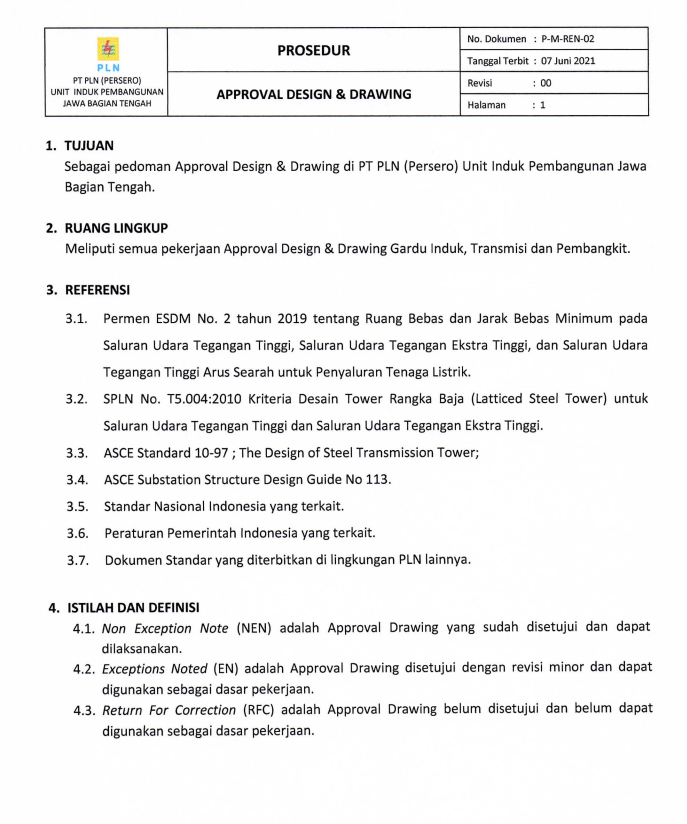 PLN
PT PLN (PERSERO)
UNIT INDUK PEMBANGUNAN
JAWA BAGIAN TENGAH
PROSEDUR
APPROVAL DESIGN & DRAWING
No. Dokumen : P-M-REN-02
Tanggal Terbit : 07 Juni 2021
Revisi : 00
Halaman : 1
1. TUJUAN
Sebagai pedoman Approval Design & Drawing di PT PLN (Persero) Unit Induk Pembangunan Jawa
Bagian Tengah.
2. RUANG LINGKUP
Meliputi semua pekerjaan Approval Design & Drawing Gardu Induk, Transmisi dan Pembangkit.
3. REFERENSI
3.1. Permen ESDM No. 2 tahun 2019 tentang Ruang Bebas dan Jarak Bebas Minimum pada
Saluran Udara Tegangan Tinggi, Saluran Udara Tegangan Ekstra Tinggi, dan Saluran Udara
Tegangan Tinggi Arus Searah untuk Penyaluran Tenaga Listrik.
3.2. SPLN No. T5.004:2010 Kriteria Desain Tower Rangka Baja (Latticed Steel Tower) untuk
Saluran Udara Tegangan Tinggi dan Saluran Udara Tegangan Ekstra Tinggi.
3.3. ASCE Standard 10-97 ; The Design of Steel Transmission Tower;
3.4. ASCE Substation Structure Design Guide No 113.
3.5. Standar Nasional Indonesia yang terkait.
3.6. Peraturan Pemerintah Indonesia yang terkait.
3.7. Dokumen Standar yang diterbitkan di lingkungan PLN lainnya.
4. ISTILAH DAN DEFINISI
4.1. Non Exception Note (NEN) adalah Approval Drawing yang sudah disetujui dan dapat
dilaksanakan.
4.2. Exceptions Noted (EN) adalah Approval Drawing disetujui dengan revisi minor dan dapat
digunakan sebagai dasar pekerjaan.
4.3. Return For Correction (RFC) adalah Approval Drawing belum disetujui dan belum dapat
digunakan sebagai dasar pekerjaan.